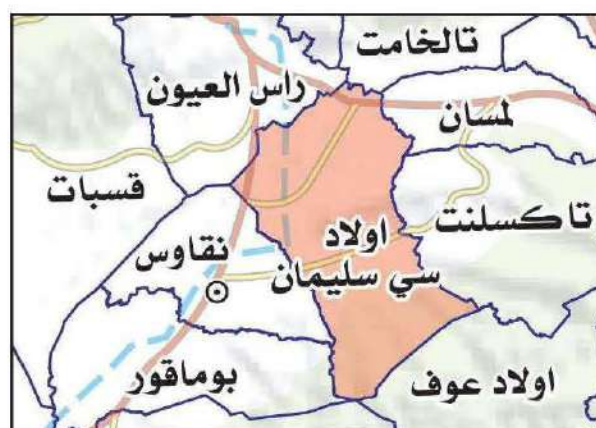 تالخامت
راس العيون
لمسان
قسبات
تاكسلنت
اولاد
سي سليمان
نقاوس
بوماقور
اولاد عوف